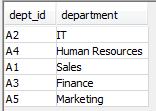 dept_id department
A2 IT
A4 Human Resources
A1 Sales
A3 Finance
A5 Marketing